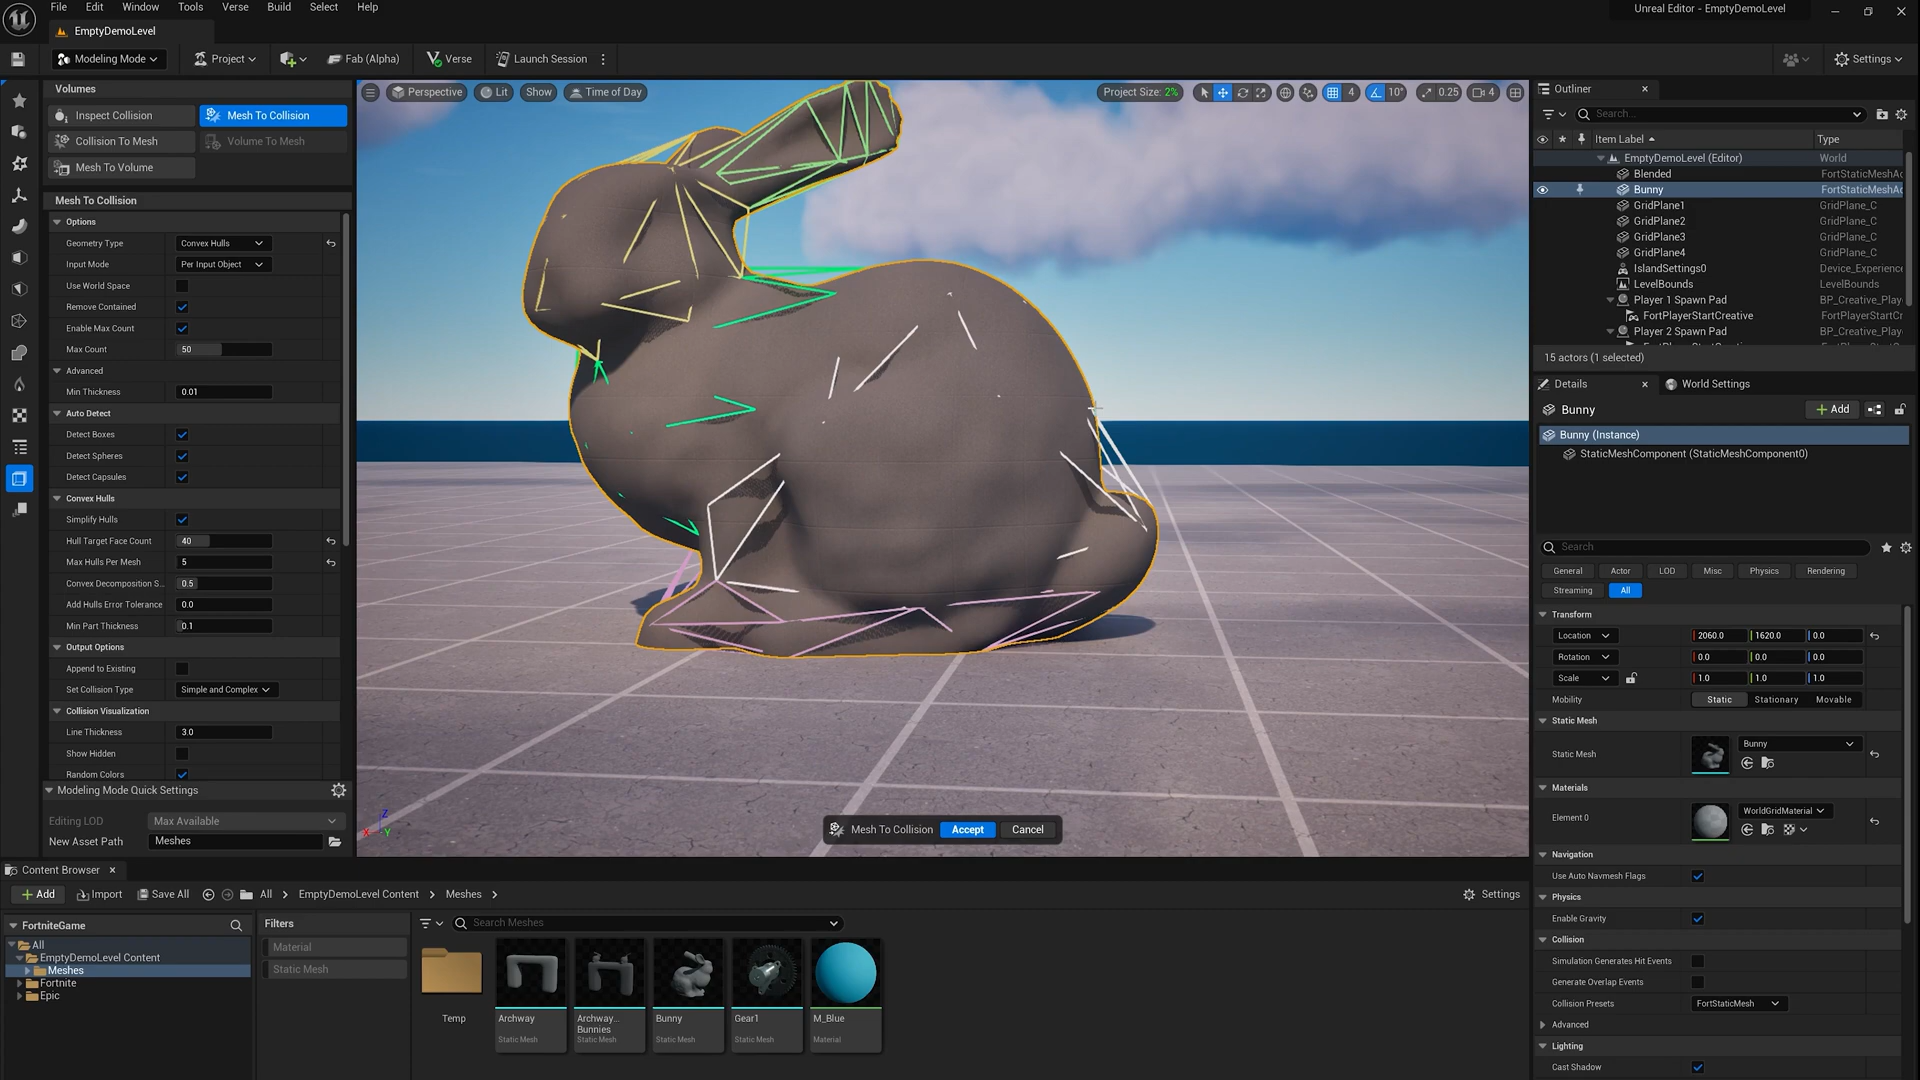 File Edit Window Tools Verse Build Select Help
Unreal Editor - EmptyDemoLevel
EmptyDemoLevel
Modeling Mode Project Fab (Alpha) Verse Launch Session Settings
Volumes
Inspect Collision Mesh To Collision
Collision To Mesh Volume To Mesh
Mesh To Volume
Mesh To Collision
Options
Geometry Type Convex Hulls
Input Mode Per Input Object
Use World Space
Remove Contained
Enable Max Count
Max Count 50
Advanced
Min Thickness 0.01
Auto Detect
Detect Boxes
Detect Spheres
Detect Capsules
Convex Hulls
Simplify Hulls
Hull Target Face Count 40
Max Hulls Per Mesh 5
Convex Decomposition S... 0.5
Add Hulls Error Tolerance 0.0
Min Part Thickness 0.1
Output Options
Append to Existing
Set Collision Type Simple and Complex
Collision Visualization
Line Thickness 3.0
Show Hidden
Random Colors
Modeling Mode Quick Settings
Editing LOD Max Available
New Asset Path Meshes
Perspective Lit Show Time of Day
Project Size: 2% 4 10° 0.25 4
X Z Y
Mesh To Collision Accept Cancel
Outliner
Search...
Item Label Type
EmptyDemoLevel (Editor) World
Blended FortStaticMeshAc
Bunny FortStaticMeshAc
GridPlane1 GridPlane_C
GridPlane2 GridPlane_C
GridPlane3 GridPlane_C
GridPlane4 GridPlane_C
IslandSettings0 Device_Experience
LevelBounds LevelBounds
Player 1 Spawn Pad BP_Creative_Play
FortPlayerStartCreative FortPlayerStartCr
Player 2 Spawn Pad BP_Creative_Play
15 actors (1 selected)
Details World Settings
Bunny Add
Bunny (Instance)
StaticMeshComponent (StaticMeshComponent0)
Search
General Actor LOD Misc Physics Rendering
Streaming All
Transform
Location 2060.0 1620.0 0.0
Rotation 0.0 0.0 0.0
Scale 1.0 1.0 1.0
Mobility Static Stationary Movable
Static Mesh
Static Mesh Bunny
Materials
Element 0 WorldGridMaterial
Navigation
Use Auto Navmesh Flags
Physics
Enable Gravity
Collision
Simulation Generates Hit Events
Generate Overlap Events
Collision Presets FortStaticMesh
Advanced
Lighting
Cast Shadow
Content Browser
Add Import Save All All EmptyDemoLevel Content Meshes Settings
FortniteGame
All
EmptyDemoLevel Content
Meshes
Fortnite
Epic
Filters
Material
Static Mesh
Search Meshes
Temp
Archway
Static Mesh
Archway...
Bunnies
Static Mesh
Bunny
Static Mesh
Gear1
Static Mesh
M_Blue
Material